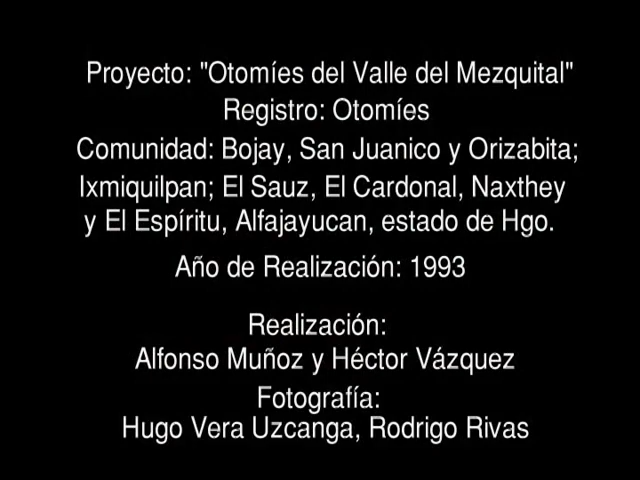 Proyecto: "Otomíes del Valle del Mezquital"
Registro: Otomíes
Comunidad: Bojay, San Juanico y Orizabita;
Ixmiquilpan; El Sauz, El Cardonal, Naxthey
y El Espíritu, Alfajayucan, estado de Hgo.
Año de Realización: 1993
Realización:
Alfonso Muñoz y Héctor Vázquez
Fotografía:
Hugo Vera Uzcanga, Rodrigo Rivas